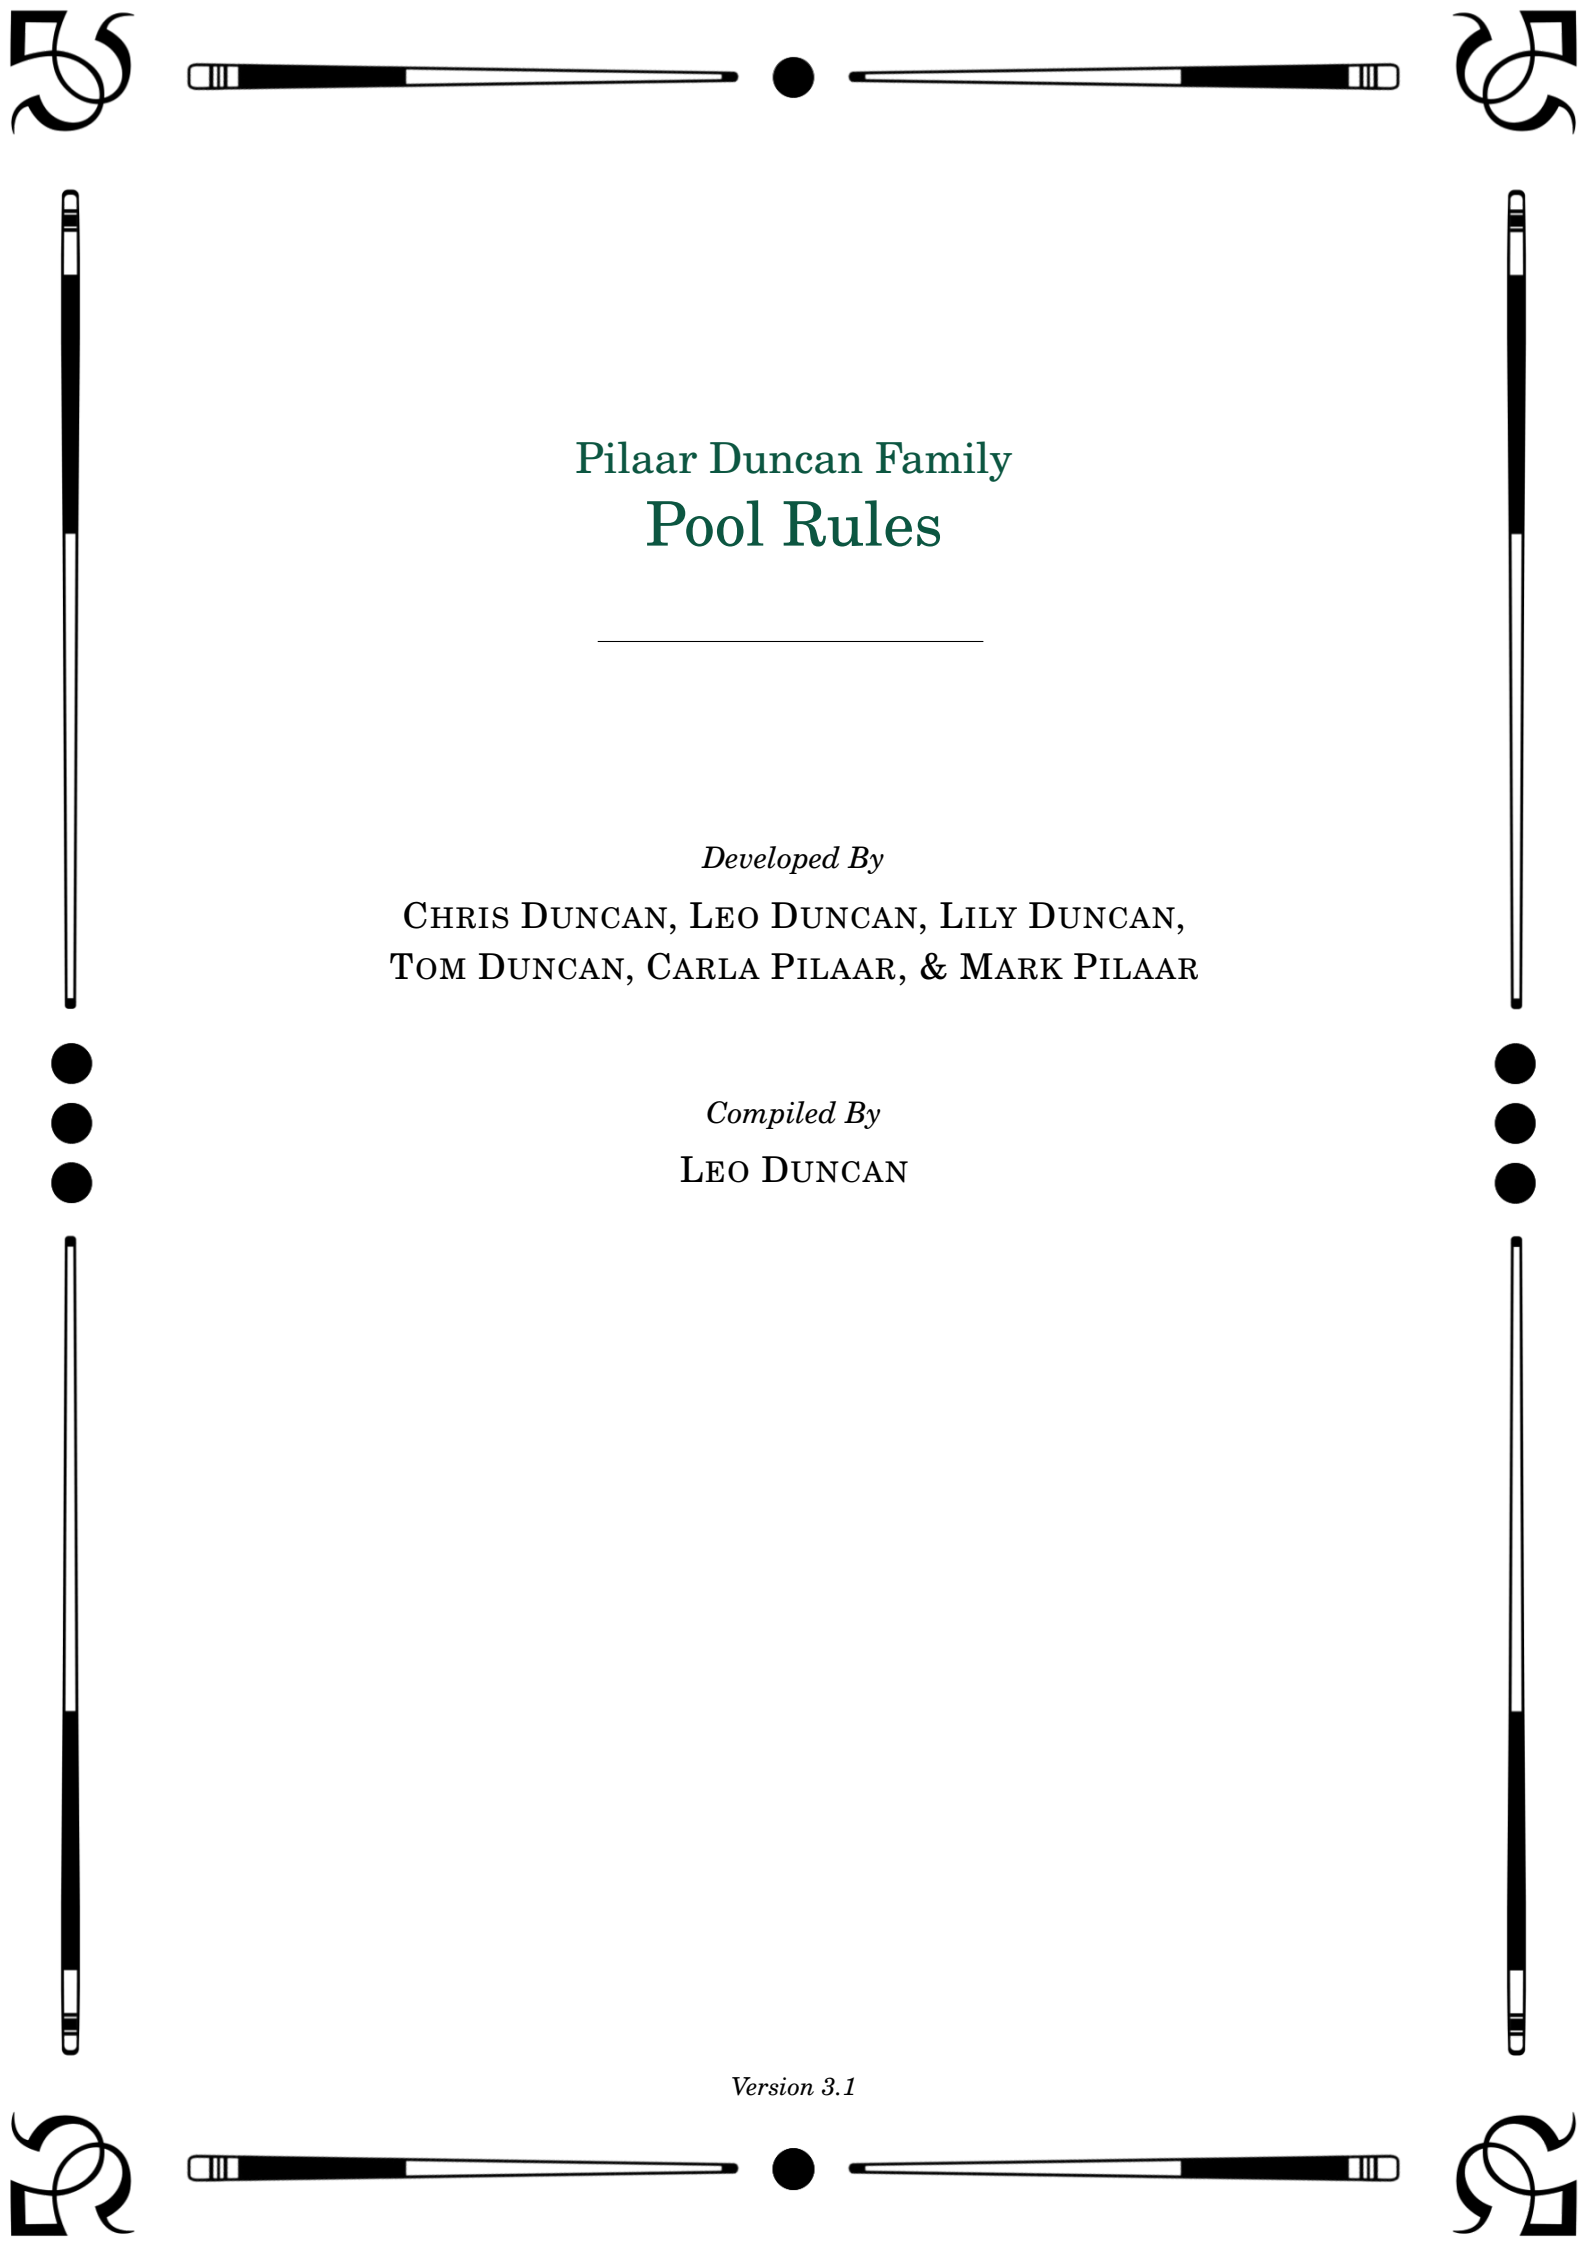 Pilaar Duncan Family
Pool Rules
Developed By
Chris Duncan, Leo Duncan, Lily Duncan,
Tom Duncan, Carla Pilaar, & Mark Pilaar
Compiled By
Leo Duncan
Version 3.1